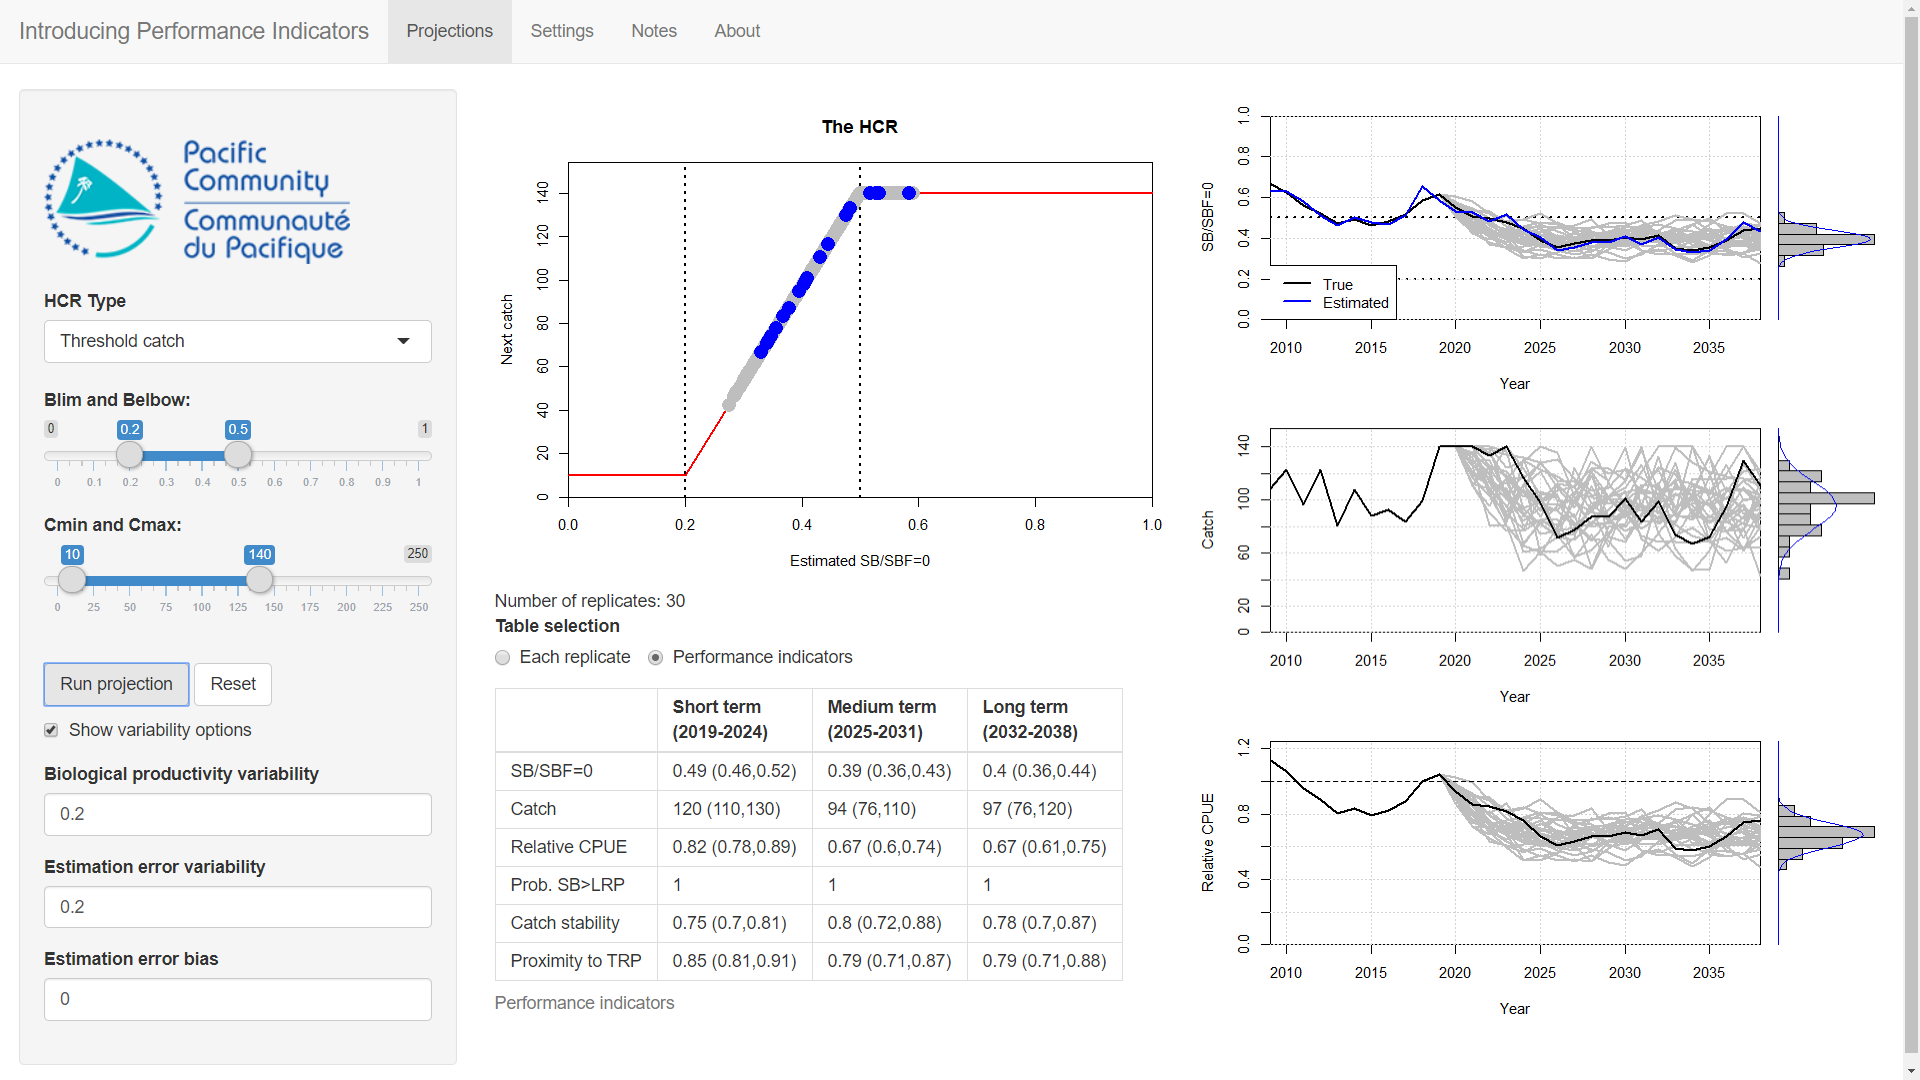 Introducing Performance Indicators
Projections
Settings
Notes
About
Pacific
Community
Communauté
du Pacifique
HCR Type
Threshold catch
Blim and Belbow:
0 0.2 0.5 1
0 0.1 0.2 0.3 0.4 0.5 0.6 0.7 0.8 0.9 1
Cmin and Cmax:
10 140 250
0 25 50 75 100 125 150 175 200 225 250
Run projection
Reset
Show variability options
Biological productivity variability
0.2
Estimation error variability
0.2
Estimation error bias
0
The HCR
Next catch
0 20 40 60 80 100 120 140
0.0 0.2 0.4 0.6 0.8 1.0
Estimated SB/SBF=0
Number of replicates: 30
Table selection
Each replicate
Performance indicators
Short term (2019-2024) Medium term (2025-2031) Long term (2032-2038)
SB/SBF=0 0.49 (0.46,0.52) 0.39 (0.36,0.43) 0.4 (0.36,0.44)
Catch 120 (110,130) 94 (76,110) 97 (76,120)
Relative CPUE 0.82 (0.78,0.89) 0.67 (0.6,0.74) 0.67 (0.61,0.75)
Prob. SB>LRP 1 1 1
Catch stability 0.75 (0.7,0.81) 0.8 (0.72,0.88) 0.78 (0.7,0.87)
Proximity to TRP 0.85 (0.81,0.91) 0.79 (0.71,0.87) 0.79 (0.71,0.88)
Performance indicators
SB/SBF=0
0.0 0.2 0.4 0.6 0.8 1.0
True
Estimated
2010 2015 2020 2025 2030 2035
Year
Catch
0 20 60 100 140
2010 2015 2020 2025 2030 2035
Year
Relative CPUE
0.0 0.4 0.8 1.2
2010 2015 2020 2025 2030 2035
Year